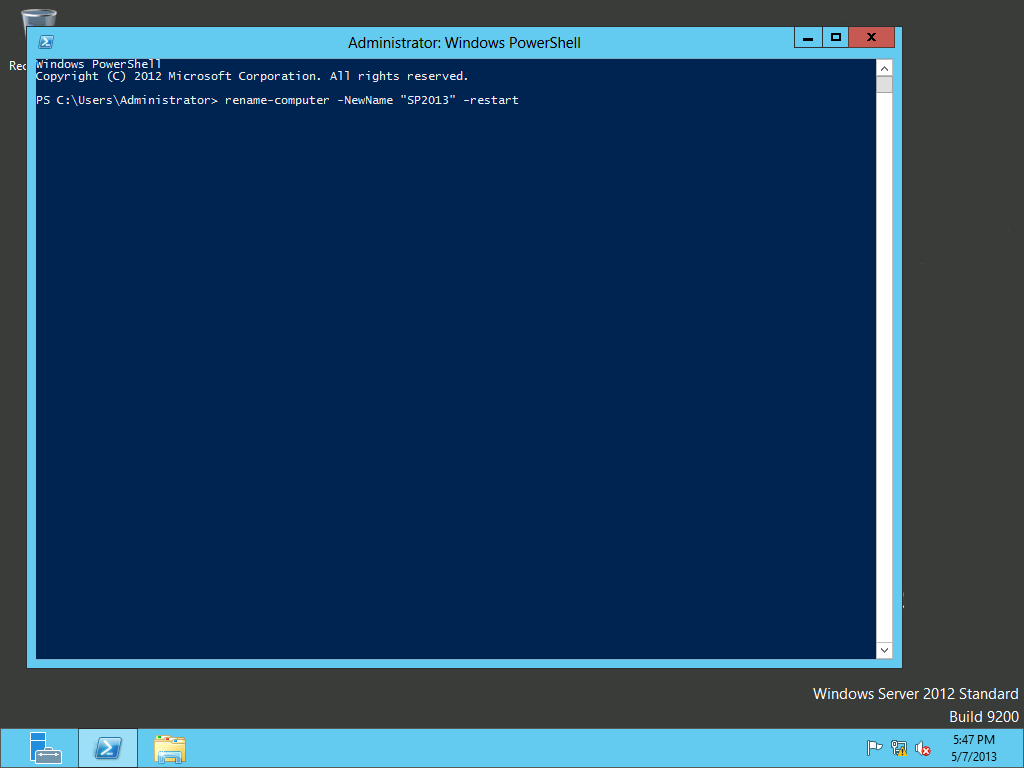 Administrator: Windows PowerShell
Rec
Windows PowerShell
Copyright (C) 2012 Microsoft Corporation. All rights reserved.
PS C:\Users\Administrator> rename-computer -NewName "SP2013" -restart
Windows Server 2012 Standard
Build 9200
5:47 PM
5/7/2013